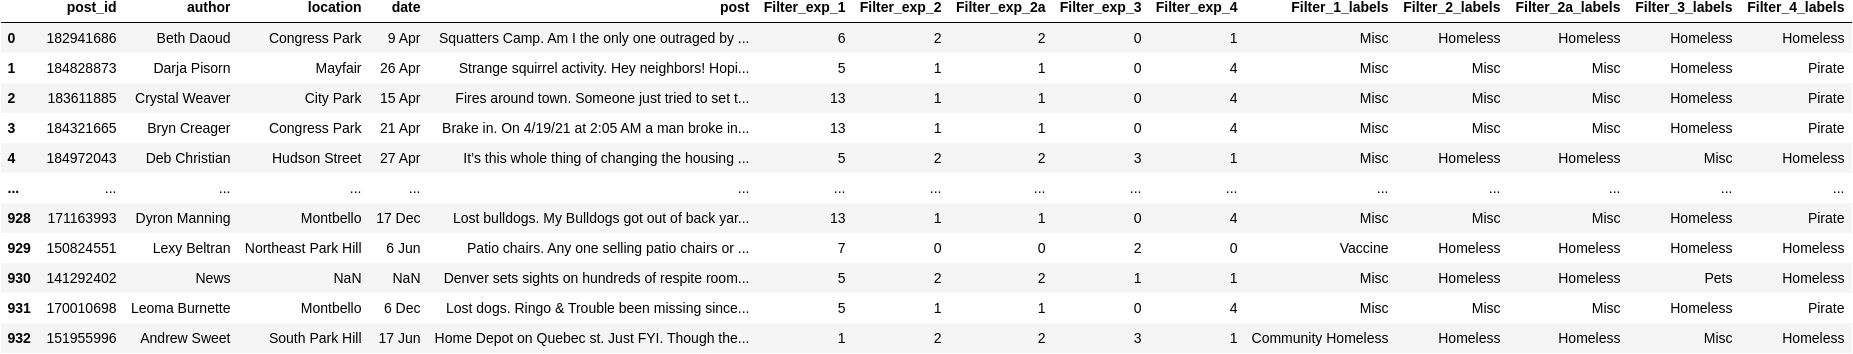 post_id author location date post Filter_exp_1 Filter_exp_2 Filter_exp_2a Filter_exp_3 Filter_exp_4 Filter_1_labels Filter_2_labels Filter_2a_labels Filter_3_labels Filter_4_labels
0 182941686 Beth Daoud Congress Park 9 Apr Squatters Camp. Am I the only one outraged by ... 6 2 2 0 1 Misc Homeless Homeless Homeless Homeless
1 184828873 Darja Pisorn Mayfair 26 Apr Strange squirrel activity. Hey neighbors! Hopi... 5 1 1 0 4 Misc Misc Misc Homeless Pirate
2 183611885 Crystal Weaver City Park 15 Apr Fires around town. Someone just tried to set t... 13 1 1 0 4 Misc Misc Misc Homeless Pirate
3 184321665 Bryn Creager Congress Park 21 Apr Brake in. On 4/19/21 at 2:05 AM a man broke in... 13 1 1 0 4 Misc Misc Misc Homeless Pirate
4 184972043 Deb Christian Hudson Street 27 Apr It's this whole thing of changing the housing ... 5 2 2 3 1 Misc Homeless Homeless Misc Homeless
... ... ... ... ... ... ... ... ... ... ... ... ... ... ... ...
928 171163993 Dyron Manning Montbello 17 Dec Lost bulldogs. My Bulldogs got out of back yar... 13 1 1 0 4 Misc Misc Misc Homeless Pirate
929 150824551 Lexy Beltran Northeast Park Hill 6 Jun Patio chairs. Any one selling patio chairs or ... 7 0 0 2 0 Vaccine Homeless Homeless Homeless Homeless
930 141292402 News NaN NaN Denver sets sights on hundreds of respite room... 5 2 2 1 1 Misc Homeless Homeless Pets Homeless
931 170010698 Leoma Burnette Montbello 6 Dec Lost dogs. Ringo & Trouble been missing since... 5 1 1 0 4 Misc Misc Misc Homeless Pirate
932 151955996 Andrew Sweet South Park Hill 17 Jun Home Depot on Quebec st. Just FYI. Though the... 1 2 2 3 1 Community Homeless Homeless Homeless Misc Homeless